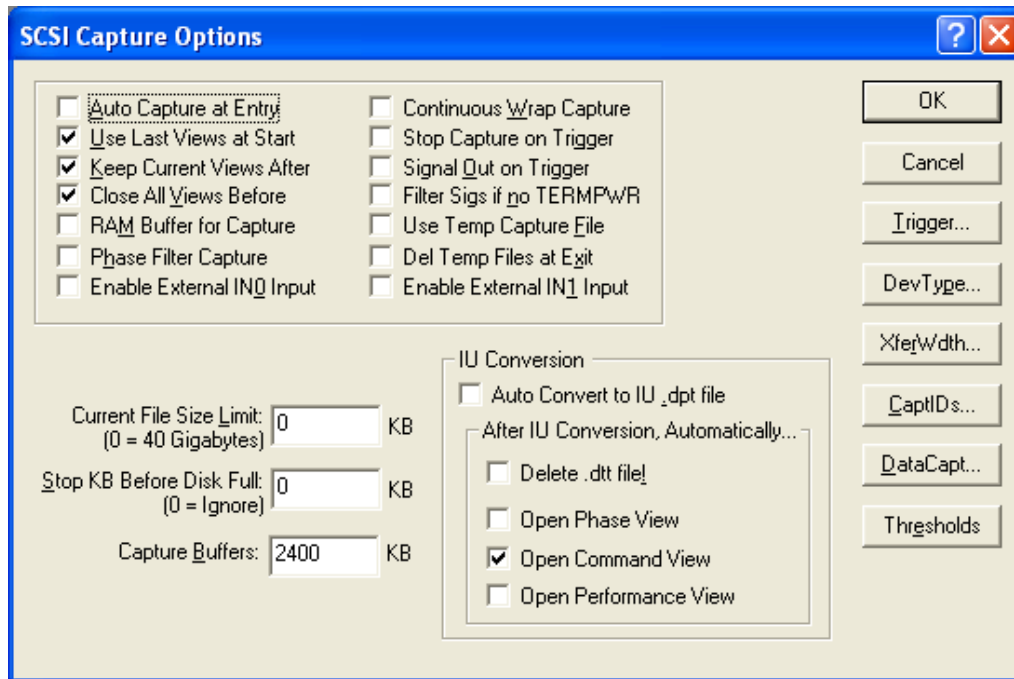 SCSI Capture Options
Auto Capture at Entry
Use Last Views at Start
Keep Current Views After
Close All Views Before
RAM Buffer for Capture
Phase Filter Capture
Enable External IN0 Input
Continuous Wrap Capture
Stop Capture on Trigger
Signal Out on Trigger
Filter Sigs if no TERMPWR
Use Temp Capture File
Del Temp Files at Exit
Enable External IN1 Input
OK
Cancel
Trigger...
DevType...
XferWdth...
CaptIDs...
DataCapt...
Thresholds
Current File Size Limit:
(0 = 40 Gigabytes)
0 KB
Stop KB Before Disk Full:
(0 = Ignore)
0 KB
Capture Buffers: 2400 KB
IU Conversion
Auto Convert to IU .dpt file
After IU Conversion, Automatically...
Delete .dtt file!
Open Phase View
Open Command View
Open Performance View